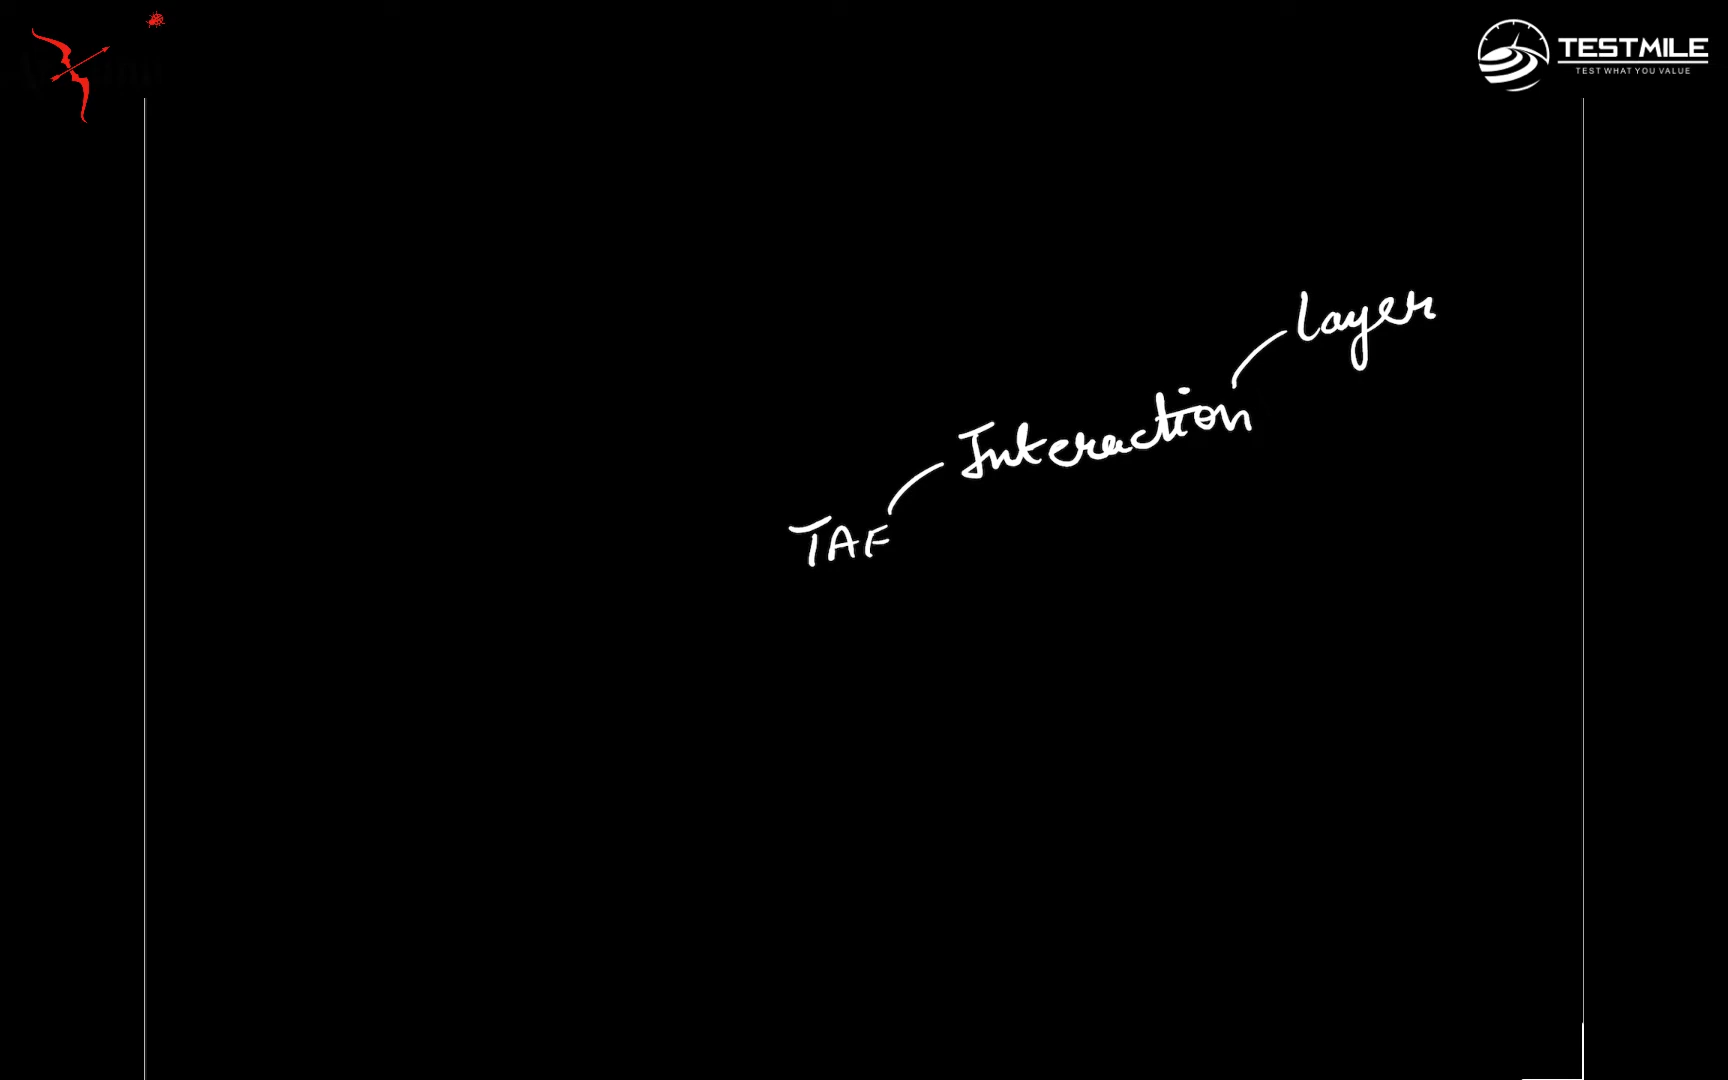 TESTMILE
TEST WHAT YOU VALUE
Layer
Interaction
TAF